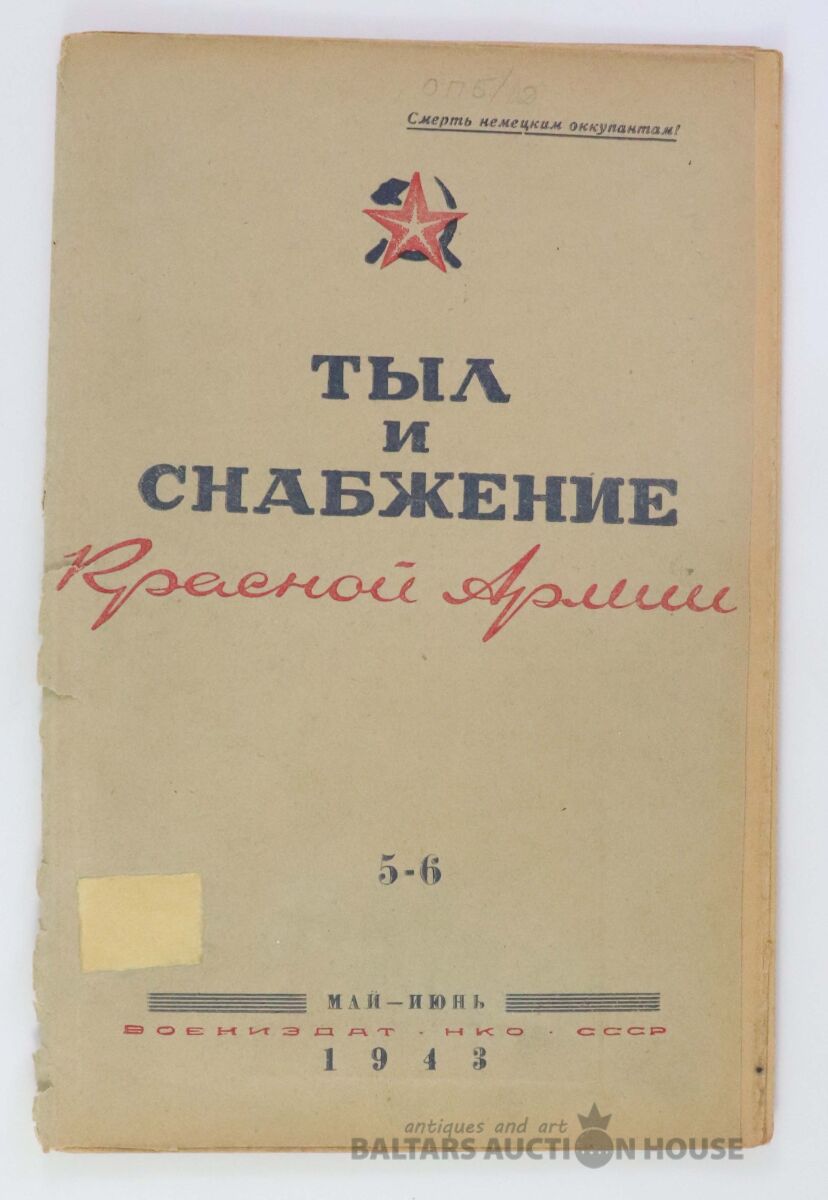 ОПБ/
Смерть немецким оккупантам!
ТЫЛ
И
СНАБЖЕНИЕ
Красной Армии
5-6
МАЙ—ИЮНЬ
ВОЕНИЗДАТ · НКО · СССР
1943
antiques and art
BALTARS AUCTION HOUSE